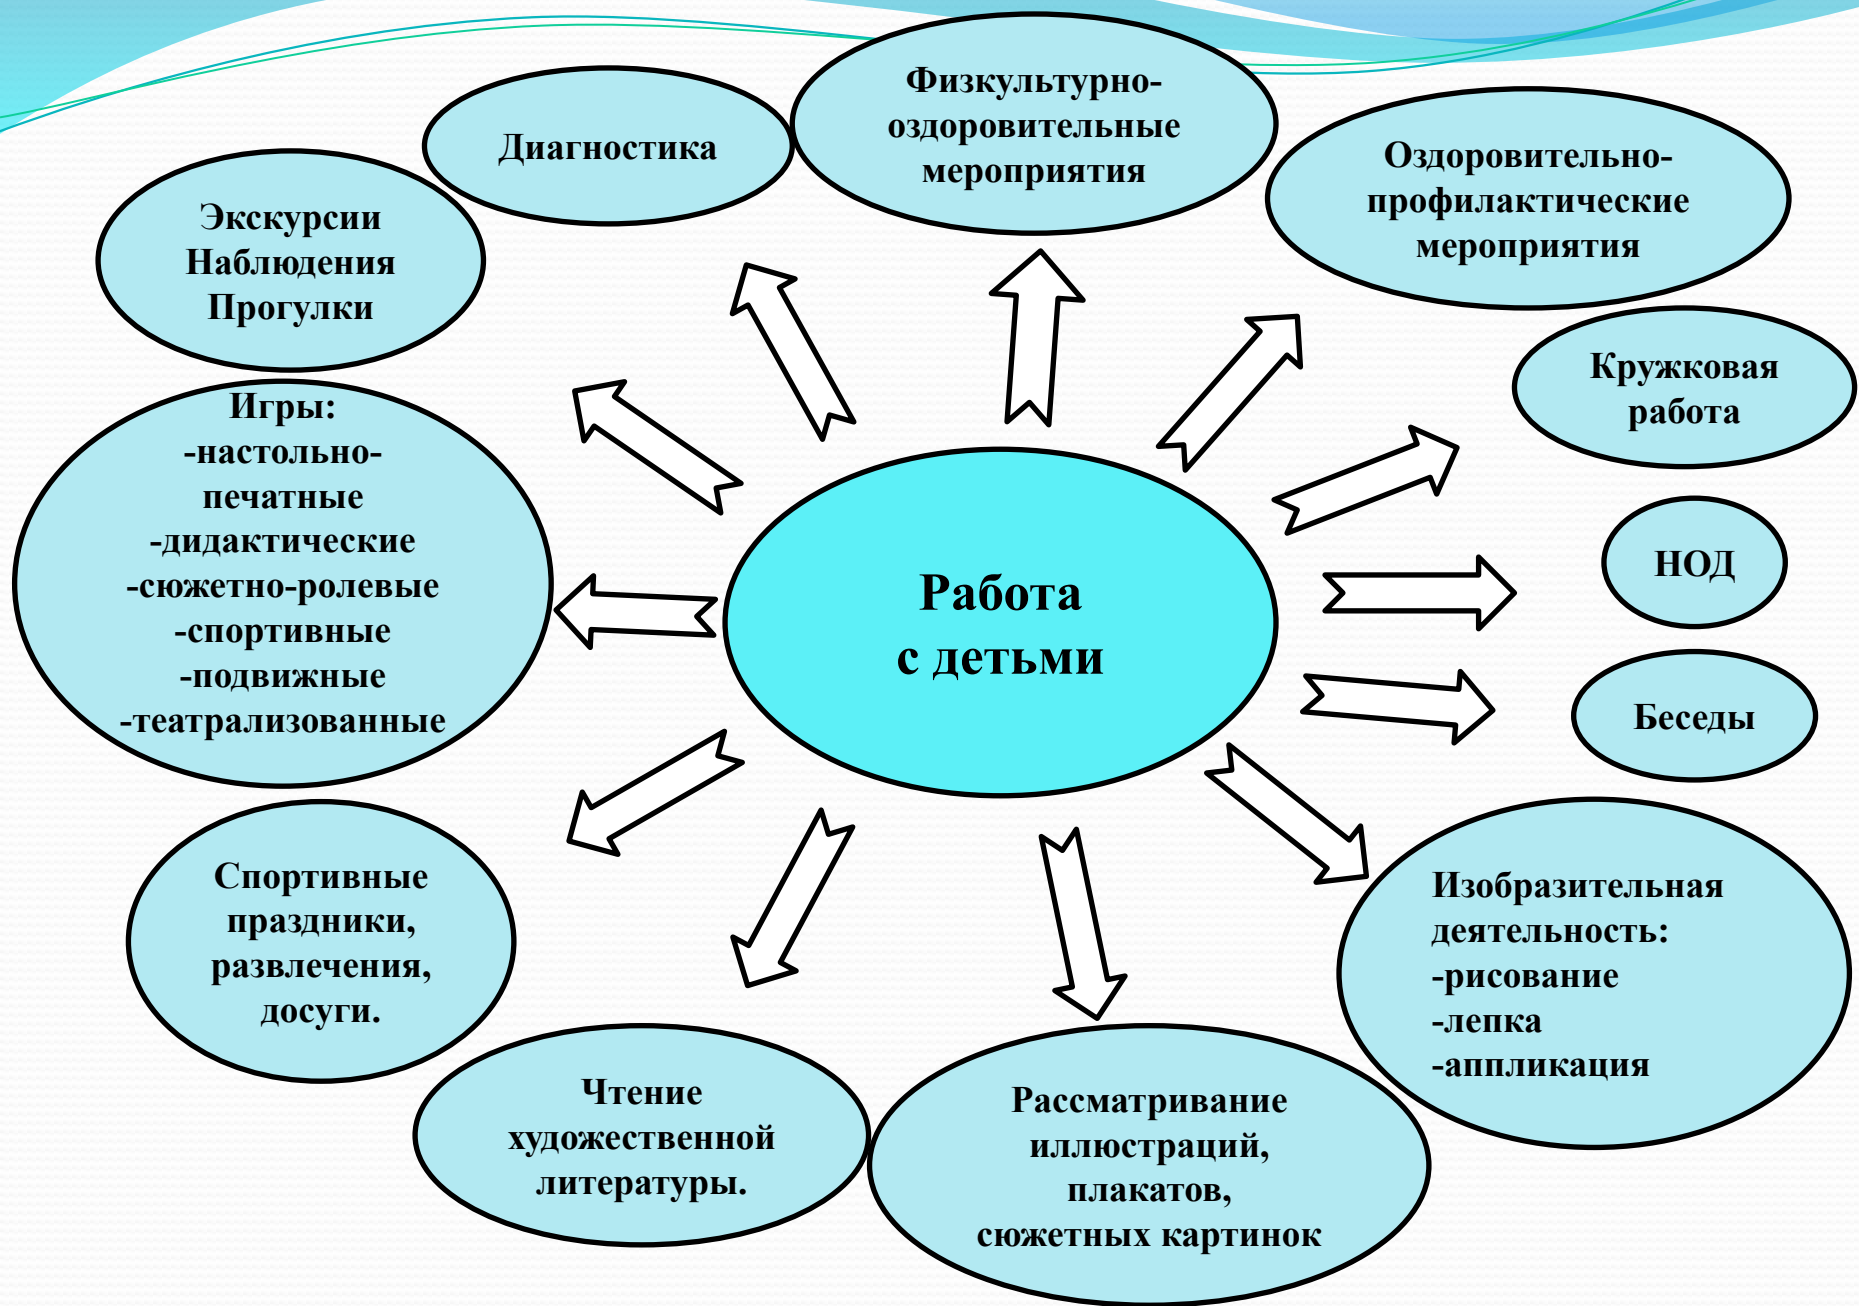 Физкультурно-
оздоровительные
мероприятия
Диагностика
Оздоровительно-
профилактические
мероприятия
Экскурсии
Наблюдения
Прогулки
Кружковая
работа
Игры:
-настольно-
печатные
-дидактические
-сюжетно-ролевые
-спортивные
-подвижные
-театрализованные
НОД
Работа
с детьми
Беседы
Спортивные
праздники,
развлечения,
досуги.
Изобразительная
деятельность:
-рисование
-лепка
-аппликация
Чтение
художественной
литературы.
Рассматривание
иллюстраций,
плакатов,
сюжетных картинок